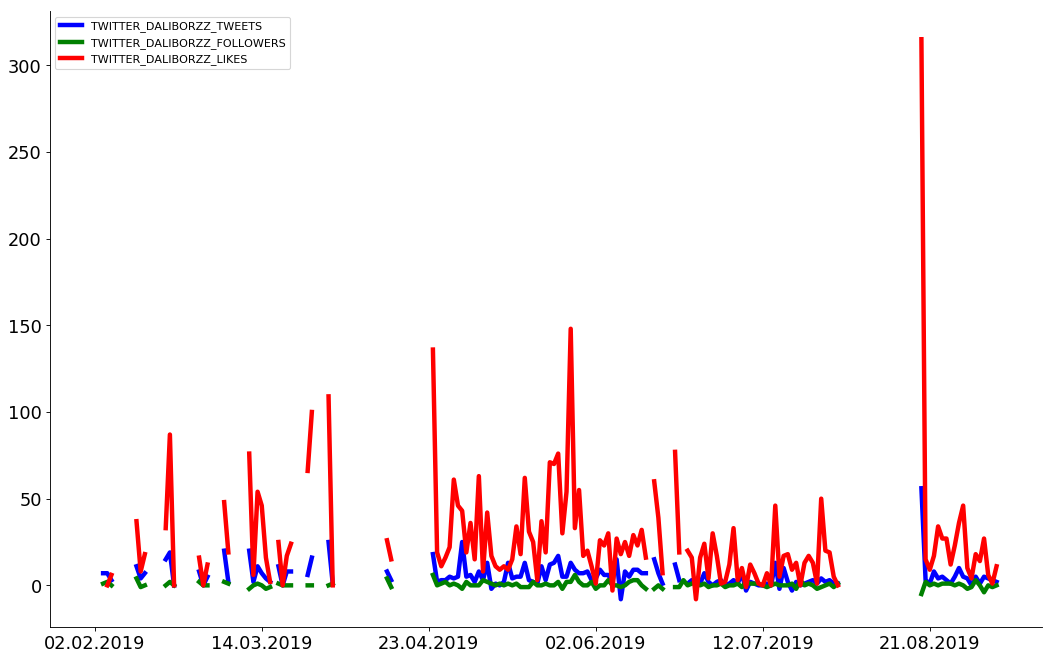 TWITTER_DALIBORZZ_TWEETS
TWITTER_DALIBORZZ_FOLLOWERS
TWITTER_DALIBORZZ_LIKES
300
250
200
150
100
50
0
02.02.2019 14.03.2019 23.04.2019 02.06.2019 12.07.2019 21.08.2019